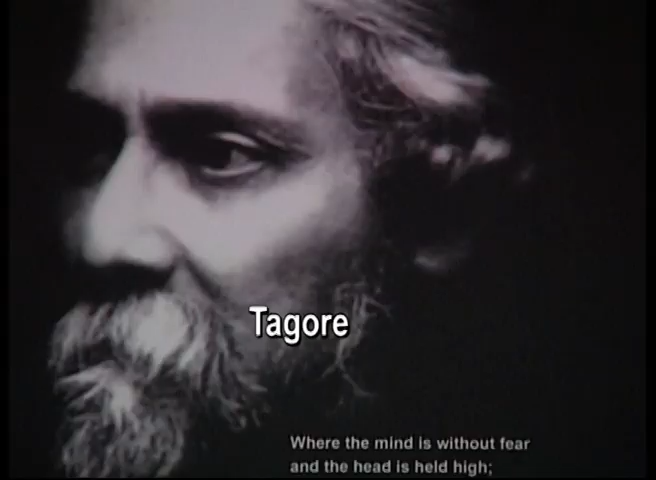 Tagore
Where the mind is without fear
and the head is held high;